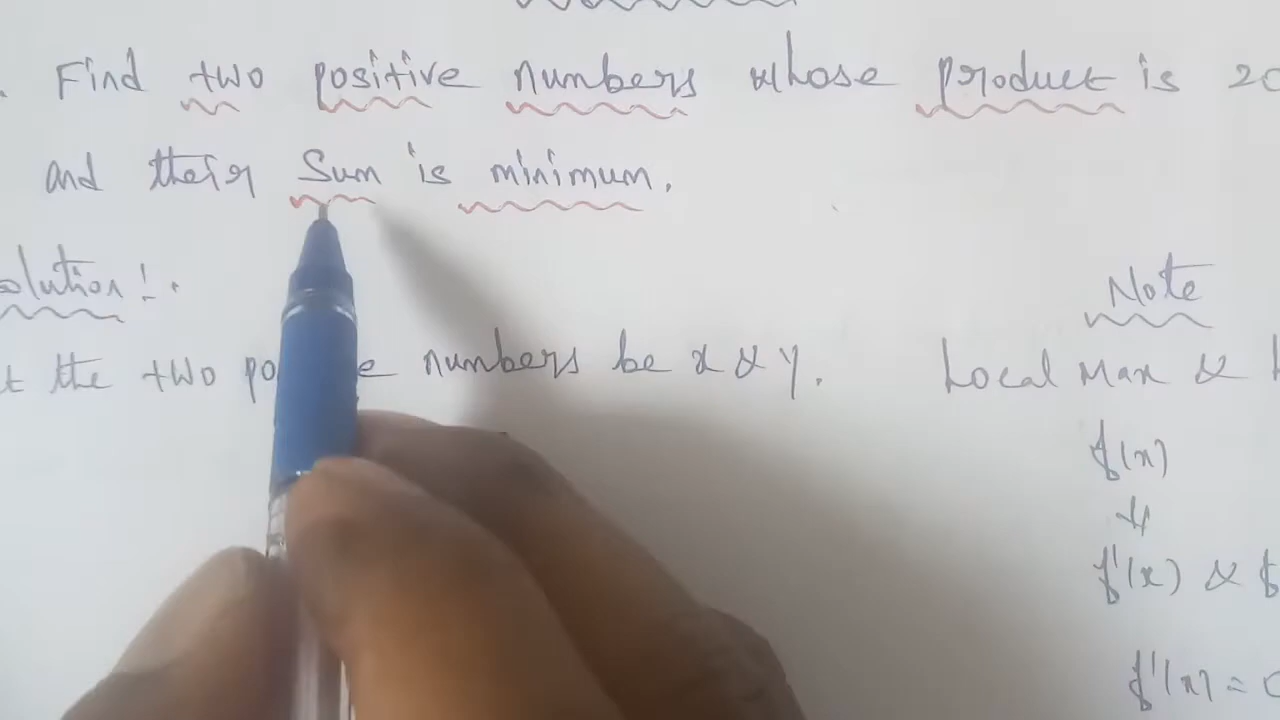 Find two positive numbers whose product is 20
and their Sum is minimum.
solution:.
Note
the two numbers be x & y.
Local Max &
f(x)
f'(x) &
f'(x) =